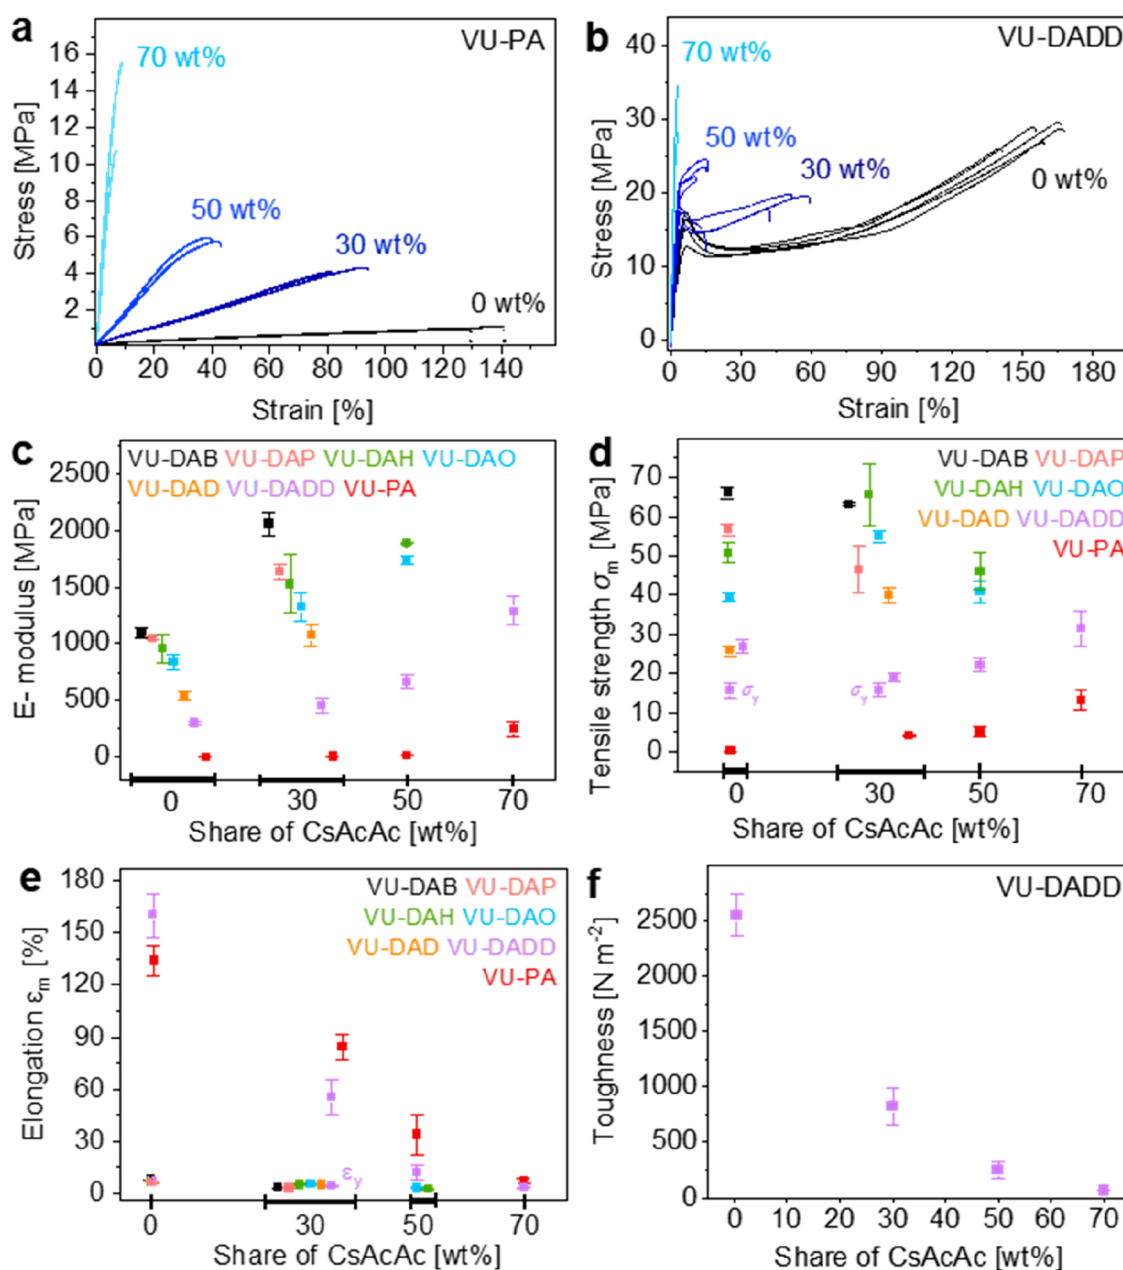 a
VU-PA
70 wt%
50 wt%
30 wt%
0 wt%
Stress [MPa]
16
14
12
10
8
6
4
2
0 20 40 60 80 100 120 140
Strain [%]
b
VU-DADD
70 wt%
50 wt%
30 wt%
0 wt%
Stress [MPa]
40
30
20
10
0
0 30 60 90 120 150 180
Strain [%]
c
VU-DAB VU-DAP VU-DAH VU-DAO
VU-DAD VU-DADD VU-PA
E- modulus [MPa]
2500
2000
1500
1000
500
0
0 30 50 70
Share of CsAcAc [wt%]
d
VU-DAB VU-DAP
VU-DAH VU-DAO
VU-DAD VU-DADD
VU-PA
Tensile strength σm [MPa]
70
60
50
40
30
20
10
0
σy
σy
0 30 50 70
Share of CsAcAc [wt%]
e
VU-DAB VU-DAP
VU-DAH VU-DAO
VU-DAD VU-DADD
VU-PA
Elongation εm [%]
180
150
120
90
60
30
0
εy
0 30 50 70
Share of CsAcAc [wt%]
f
VU-DADD
Toughness [N m-2]
2500
2000
1500
1000
500
0
0 10 20 30 40 50 60 70
Share of CsAcAc [wt%]